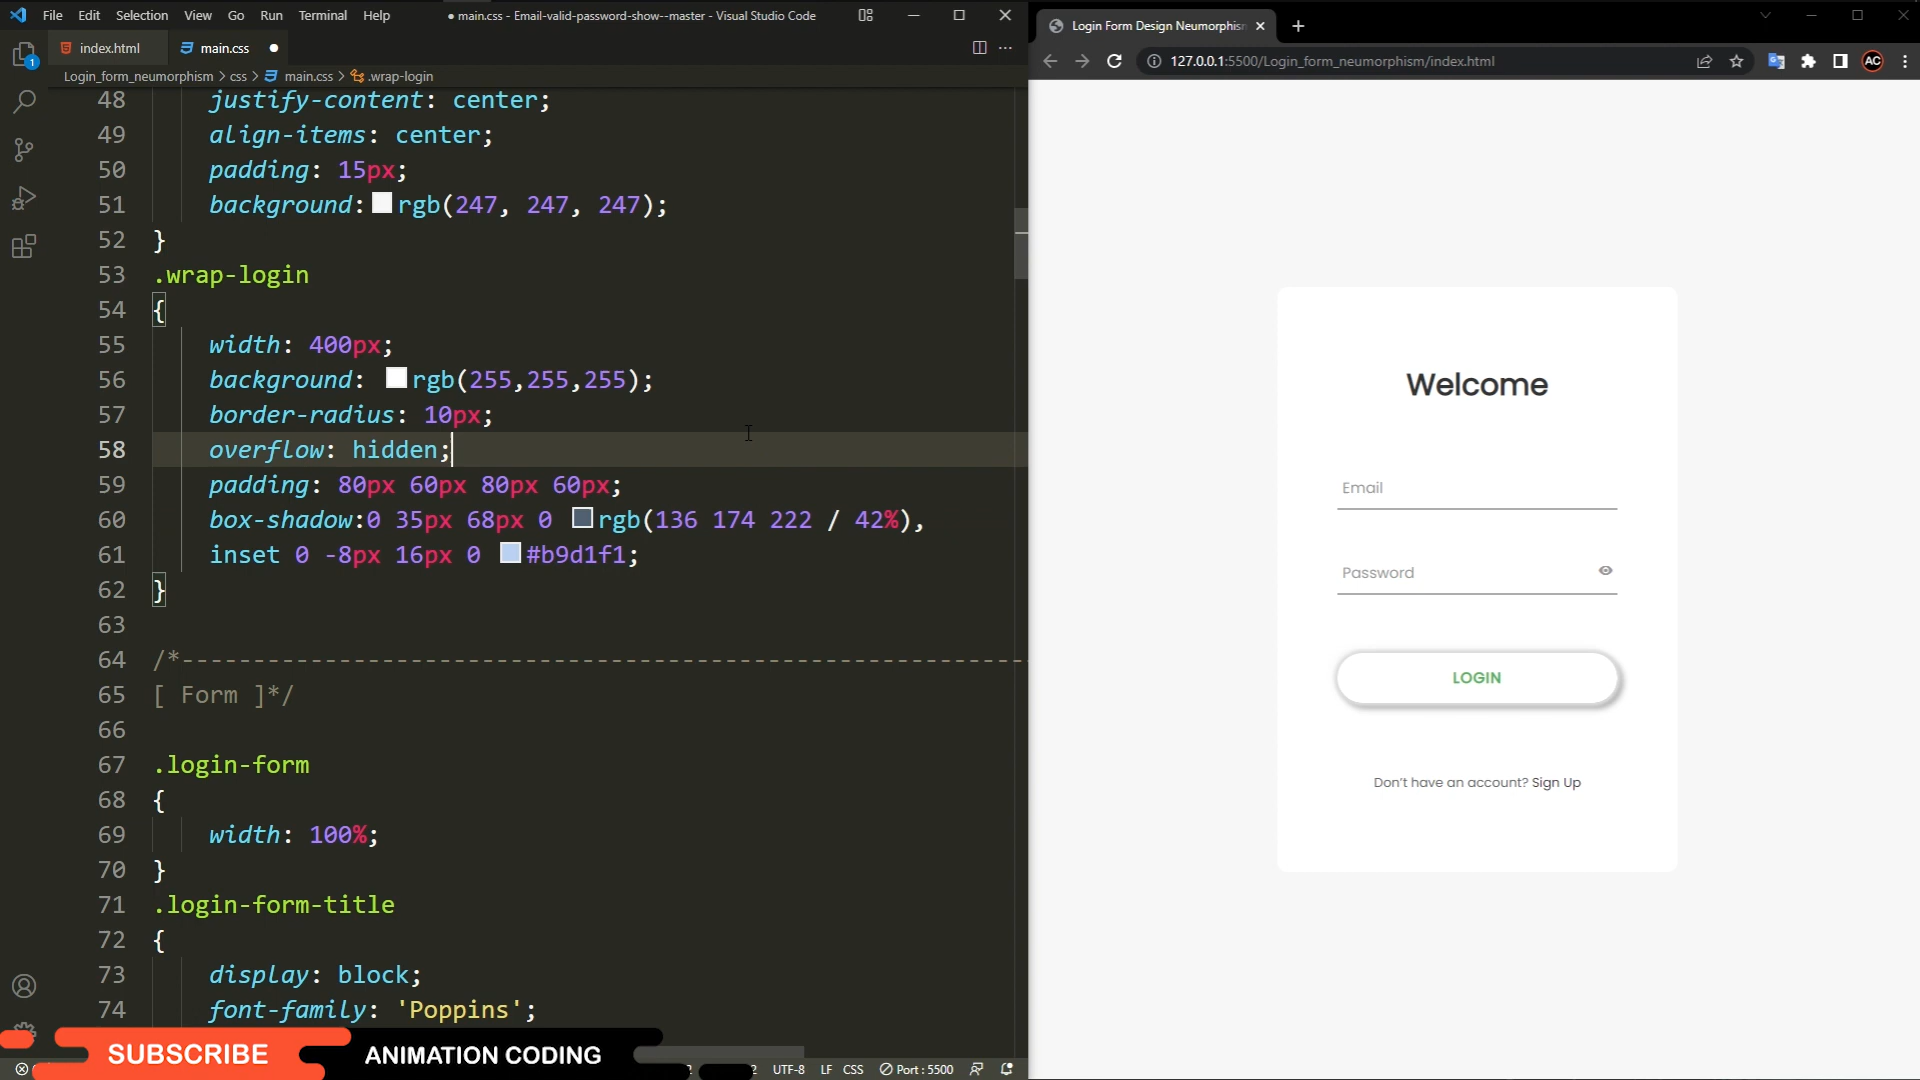 File Edit Selection View Go Run Terminal Help
● main.css - Email-valid-password-show--master - Visual Studio Code
index.html
main.css ●
Login_form_neumorphism > css > main.css > .wrap-login
1
48 justify-content: center;
49 align-items: center;
50 padding: 15px;
51 background: rgb(247, 247, 247);
52 }
53 .wrap-login
54 {
55 width: 400px;
56 background: rgb(255,255,255);
57 border-radius: 10px;
58 overflow: hidden;
59 padding: 80px 60px 80px 60px;
60 box-shadow:0 35px 68px 0 rgb(136 174 222 / 42%),
61 inset 0 -8px 16px 0 #b9d1f1;
62 }
63
64 /*-----------------------------------------------------------
65 [ Form ]*/
66
67 .login-form
68 {
69 width: 100%;
70 }
71 .login-form-title
72 {
73 display: block;
74 font-family: 'Poppins';
SUBSCRIBE
ANIMATION CODING
UTF-8 LF CSS Port : 5500
Login Form Design Neumorphism
127.0.0.1:5500/Login_form_neumorphism/index.html
AC
Welcome
Email
Password
LOGIN
Don't have an account? Sign Up